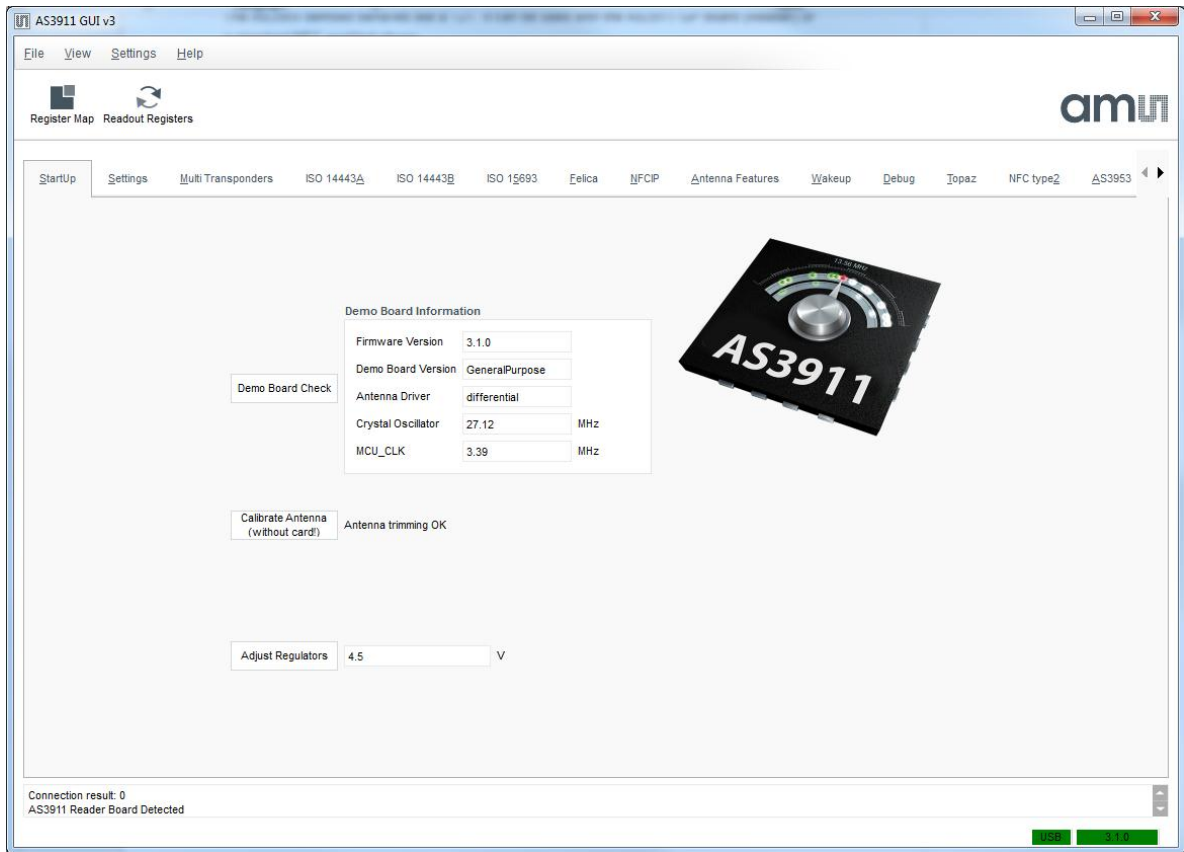 AS3911 GUI v3
File View Settings Help
Register Map Readout Registers
am
StartUp Settings Multi Transponders ISO 14443A ISO 14443B ISO 15693 Felica NFCIP Antenna Features Wakeup Debug Topaz NFC type2 AS3953
13.56 MHz
AS3911
Demo Board Information
Firmware Version 3.1.0
Demo Board Version GeneralPurpose
Demo Board Check
Antenna Driver differential
Crystal Oscillator 27.12 MHz
MCU_CLK 3.39 MHz
Calibrate Antenna
(without card!)
Antenna trimming OK
Adjust Regulators 4.5 V
Connection result: 0
AS3911 Reader Board Detected
USB 3.1.0